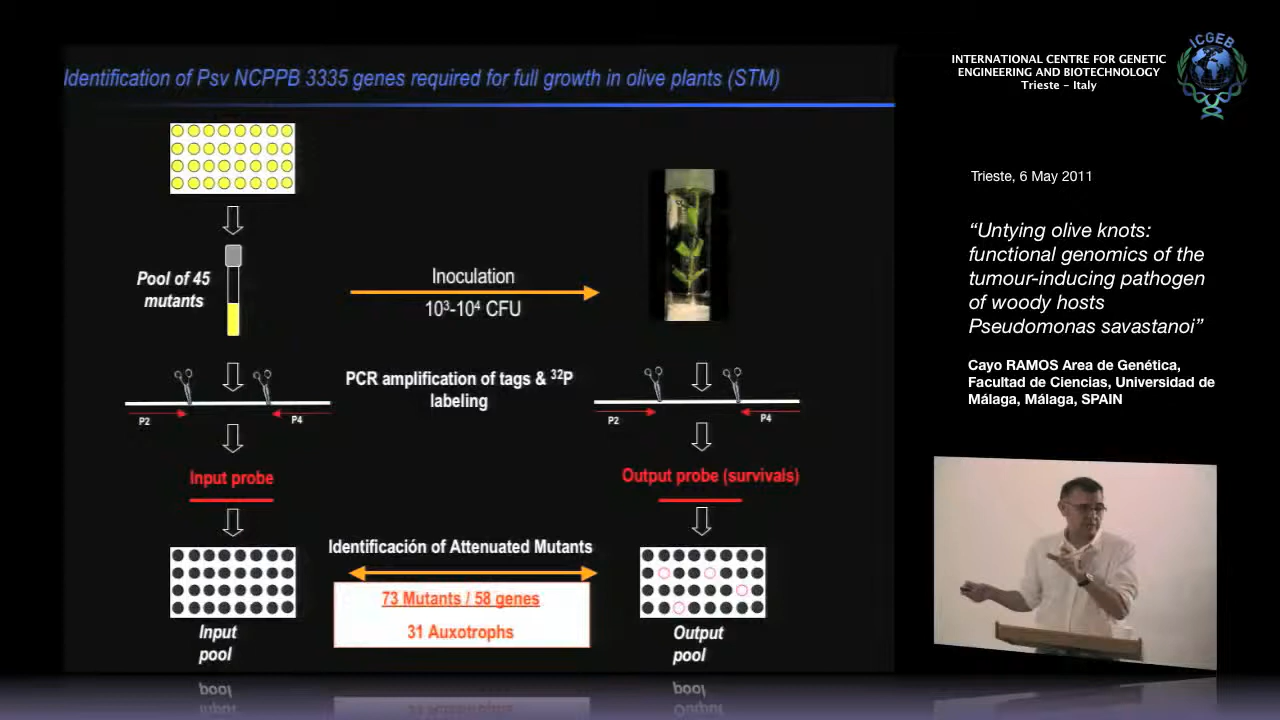 Identification of Psv NCPPB 3335 genes required for full growth in olive plants (STM)
Pool of 45
mutants
Inoculation
10³-10⁴ CFU
PCR amplification of tags & ³²P
labeling
P2
P4
P2
P4
Input probe
Output probe (survivals)
Identificación of Attenuated Mutants
73 Mutants / 58 genes
31 Auxotrophs
Input
pool
Output
pool
INTERNATIONAL CENTRE FOR GENETIC
ENGINEERING AND BIOTECHNOLOGY
Trieste - Italy
ICGEB
Trieste, 6 May 2011
“Untying olive knots:
functional genomics of the
tumour-inducing pathogen
of woody hosts
Pseudomonas savastanoi”
Cayo RAMOS Area de Genética,
Facultad de Ciencias, Universidad de
Málaga, Málaga, SPAIN